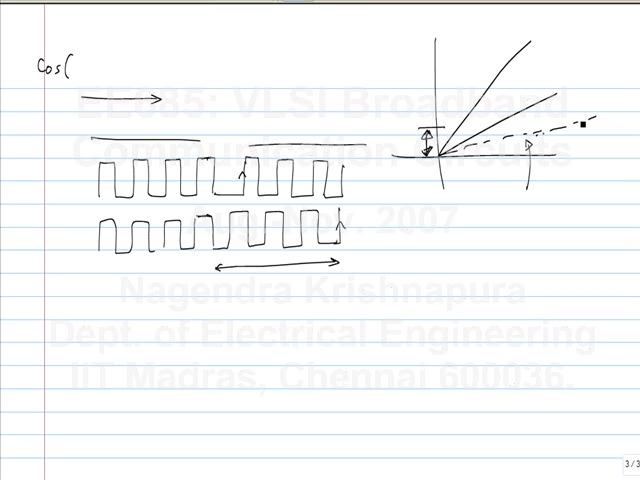 cos(
EE685: VLSI Broadband
Communication Circuits
Aug-Nov. 2007
Nagendra Krishnapura
Dept. of Electrical Engineering
IIT Madras, Chennai 600036.
3 / 3